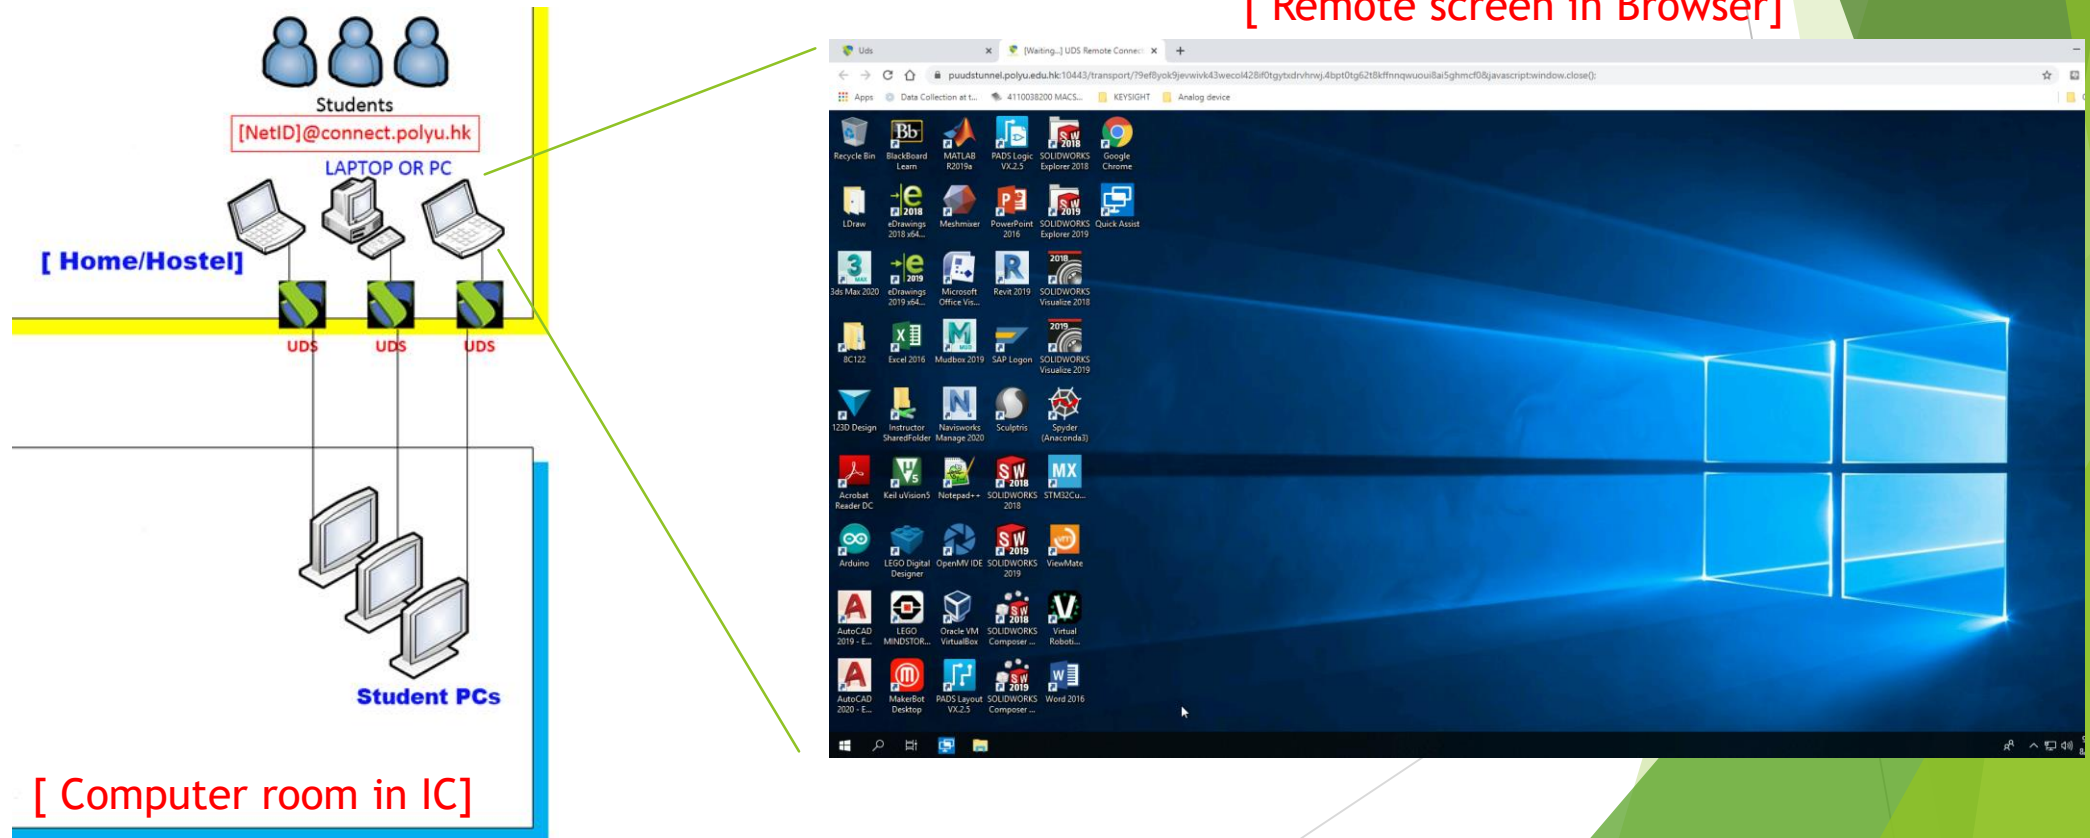 [ Remote screen in Browser]
Students
[NetID]@connect.polyu.hk
LAPTOP OR PC
[ Home/Hostel]
UDS
UDS
UDS
Student PCs
[ Computer room in IC]
Uds
[Waiting...] UDS Remote Connec
Apps
Data Collection at t...
4110038200 MACS...
KEYSIGHT
Analog device
Recycle Bin
BlackBoard
Learn
MATLAB
R2019a
PADS Logic
VX.2.5
SOLIDWORKS
Explorer 2018
Google
Chrome
LDraw
eDrawings
2018 x64...
Meshmixer
PowerPoint
2016
SOLIDWORKS
Explorer 2019
Quick Assist
3ds Max 2020
eDrawings
2019 x64...
Microsoft
Office Vis...
Revit 2019
SOLIDWORKS
Visualize 2018
8C122
Excel 2016
Mudbox 2019
SAP Logon
SOLIDWORKS
Visualize 2019
123D Design
Instructor
SharedFolder
Navisworks
Manage 2020
Sculptris
Spyder
(Anaconda3)
Acrobat
Reader DC
Keil uVision5
Notepad++
SOLIDWORKS
2018
STM32Cu...
Arduino
LEGO Digital
Designer
OpenMV IDE
SOLIDWORKS
2019
ViewMate
AutoCAD
2019 - E...
LEGO
MINDSTOR...
Oracle VM
VirtualBox
SOLIDWORKS
Composer ...
Virtual
Roboti...
AutoCAD
2020 - E...
MakerBot
Desktop
PADS Layout
VX.2.5
SOLIDWORKS
Composer ...
Word 2016